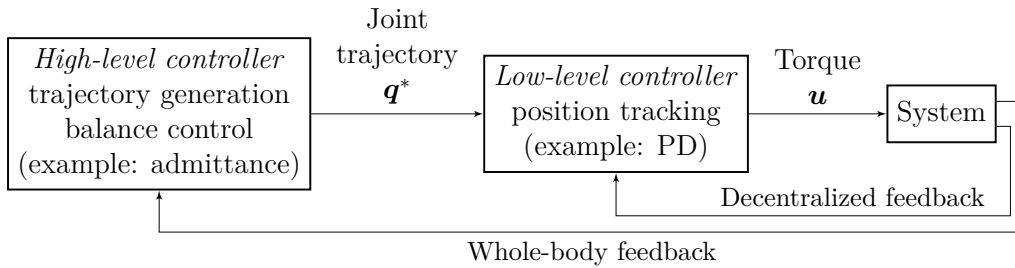 High-level controller
trajectory generation
balance control
(example: admittance)
Joint
trajectory
q*
Low-level controller
position tracking
(example: PD)
Torque
u
System
Decentralized feedback
Whole-body feedback